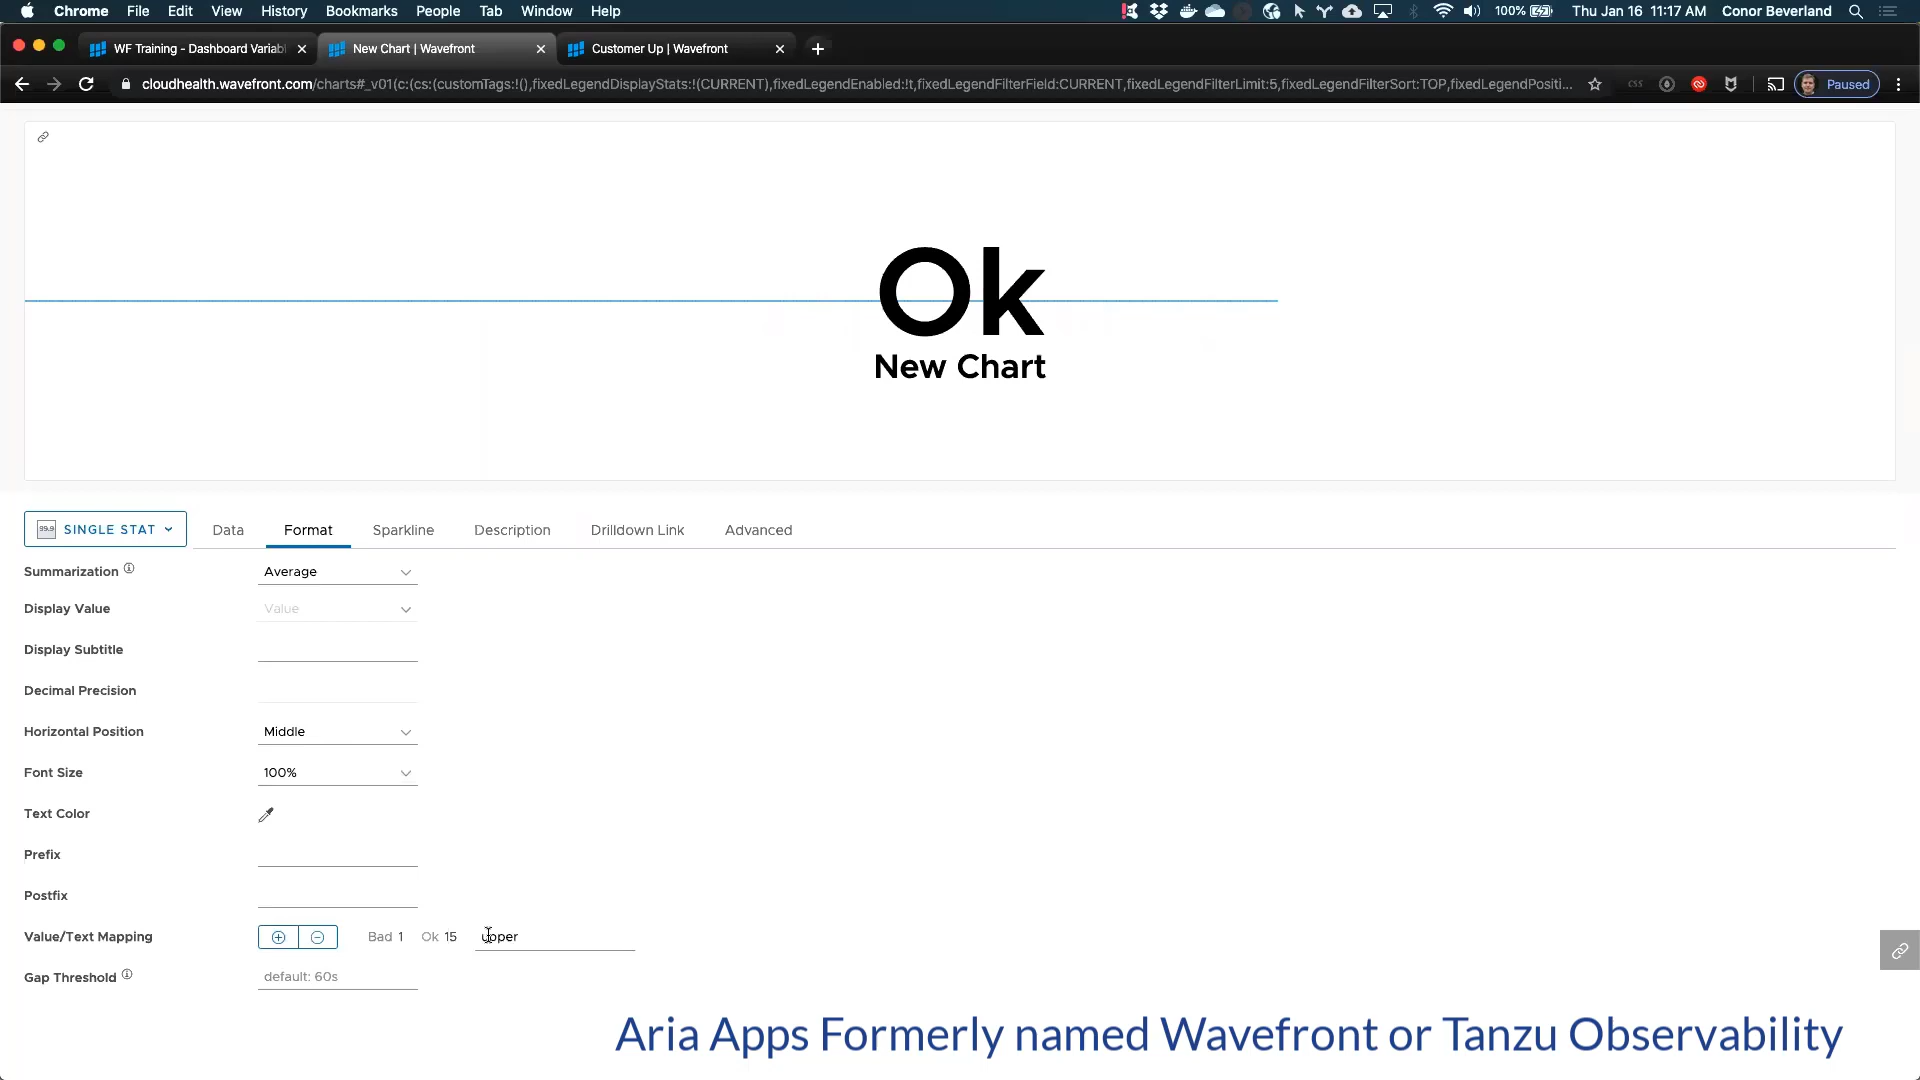 Chrome File Edit View History Bookmarks People Tab Window Help 100% Thu Jan 16 11:17 AM Conor Beverland
WF Training - Dashboard Variabl New Chart | Wavefront Customer Up | Wavefront
cloudhealth.wavefront.com/charts#_v01(c:(cs:(customTags:!(),fixedLegendDisplayStats:!(CURRENT),fixedLegendEnabled:!t,fixedLegendFilterField:CURRENT,fixedLegendFilterLimit:5,fixedLegendFilterSort:TOP,fixedLegendPositi... css Paused
Ok
New Chart
99.9 SINGLE STAT Data Format Sparkline Description Drilldown Link Advanced
Summarization Average
Display Value Value
Display Subtitle
Decimal Precision
Horizontal Position Middle
Font Size 100%
Text Color
Prefix
Postfix
Value/Text Mapping Bad 1 Ok 15 upper
Gap Threshold default: 60s
Aria Apps Formerly named Wavefront or Tanzu Observability